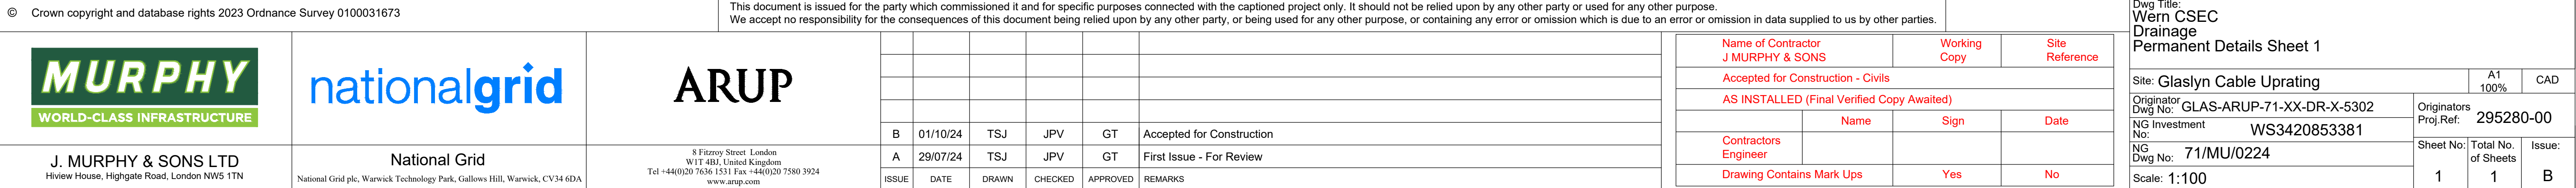 © Crown copyright and database rights 2023 Ordnance Survey 0100031673
This document is issued for the party which commissioned it and for specific purposes connected with the captioned project only. It should not be relied upon by any other party or used for any other purpose.
We accept no responsibility for the consequences of this document being relied upon by any other party, or being used for any other purpose, or containing any error or omission which is due to an error or omission in data supplied to us by other parties.
MURPHY
WORLD-CLASS INFRASTRUCTURE
J. MURPHY & SONS LTD
Hiview House, Highgate Road, London NW5 1TN
nationalgrid
National Grid
National Grid plc, Warwick Technology Park, Gallows Hill, Warwick, CV34 6DA
ARUP
8 Fitzroy Street London
W1T 4BJ, United Kingdom
Tel +44(0)20 7636 1531 Fax +44(0)20 7580 3924
www.arup.com
B 01/10/24 TSJ JPV GT Accepted for Construction
A 29/07/24 TSJ JPV GT First Issue - For Review
ISSUE DATE DRAWN CHECKED APPROVED REMARKS
Name of Contractor Working Site
J MURPHY & SONS Copy Reference
Accepted for Construction - Civils
AS INSTALLED (Final Verified Copy Awaited)
Name Sign Date
Contractors
Engineer
Drawing Contains Mark Ups Yes No
Dwg Title:
Wern CSEC
Drainage
Permanent Details Sheet 1
Site: Glaslyn Cable Uprating
A1
100%
CAD
Originator
Dwg No: GLAS-ARUP-71-XX-DR-X-5302
Originators
Proj.Ref: 295280-00
NG Investment
No: WS3420853381
NG
Dwg No: 71/MU/0224
Sheet No: Total No. Issue:
of Sheets
Scale: 1:100
1 1 B